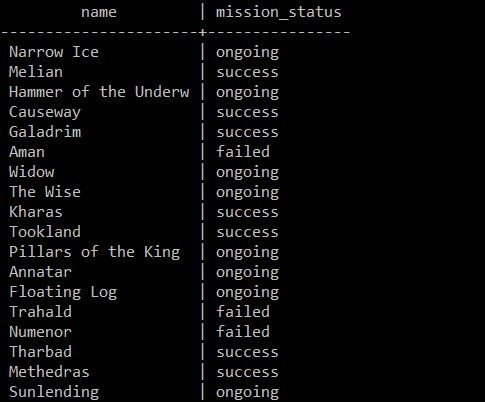 name | mission_status
----------------------+----------------
Narrow Ice | ongoing
Melian | success
Hammer of the Underw | ongoing
Causeway | success
Galadrim | success
Aman | failed
Widow | ongoing
The Wise | ongoing
Kharas | success
Tookland | success
Pillars of the King | ongoing
Annatar | ongoing
Floating Log | ongoing
Trahald | failed
Numenor | failed
Tharbad | success
Methedras | success
Sunlending | ongoing